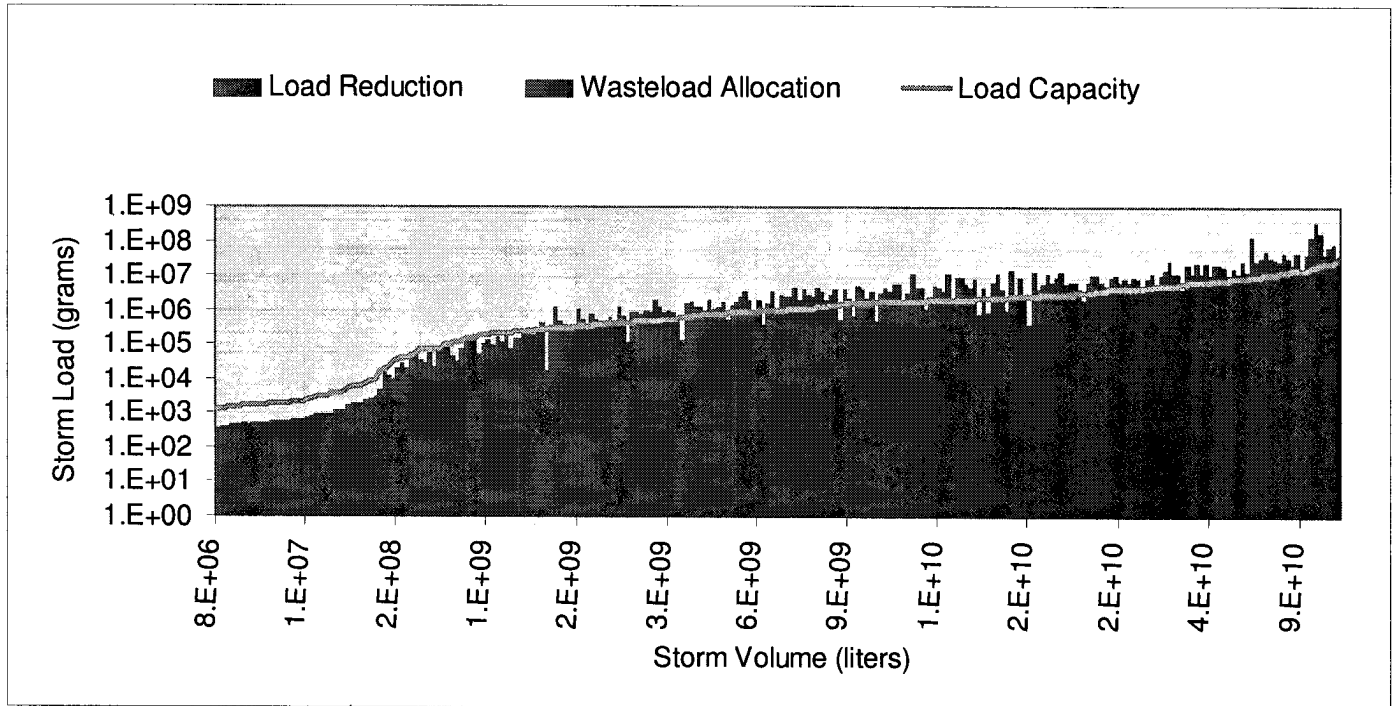 Load Reduction Wasteload Allocation Load Capacity
Storm Load (grams)
1.E+09
1.E+08
1.E+07
1.E+06
1.E+05
1.E+04
1.E+03
1.E+02
1.E+01
1.E+00
8.E+06 1.E+07 2.E+08 1.E+09 2.E+09 3.E+09 6.E+09 9.E+09 1.E+10 2.E+10 2.E+10 4.E+10 9.E+10
Storm Volume (liters)